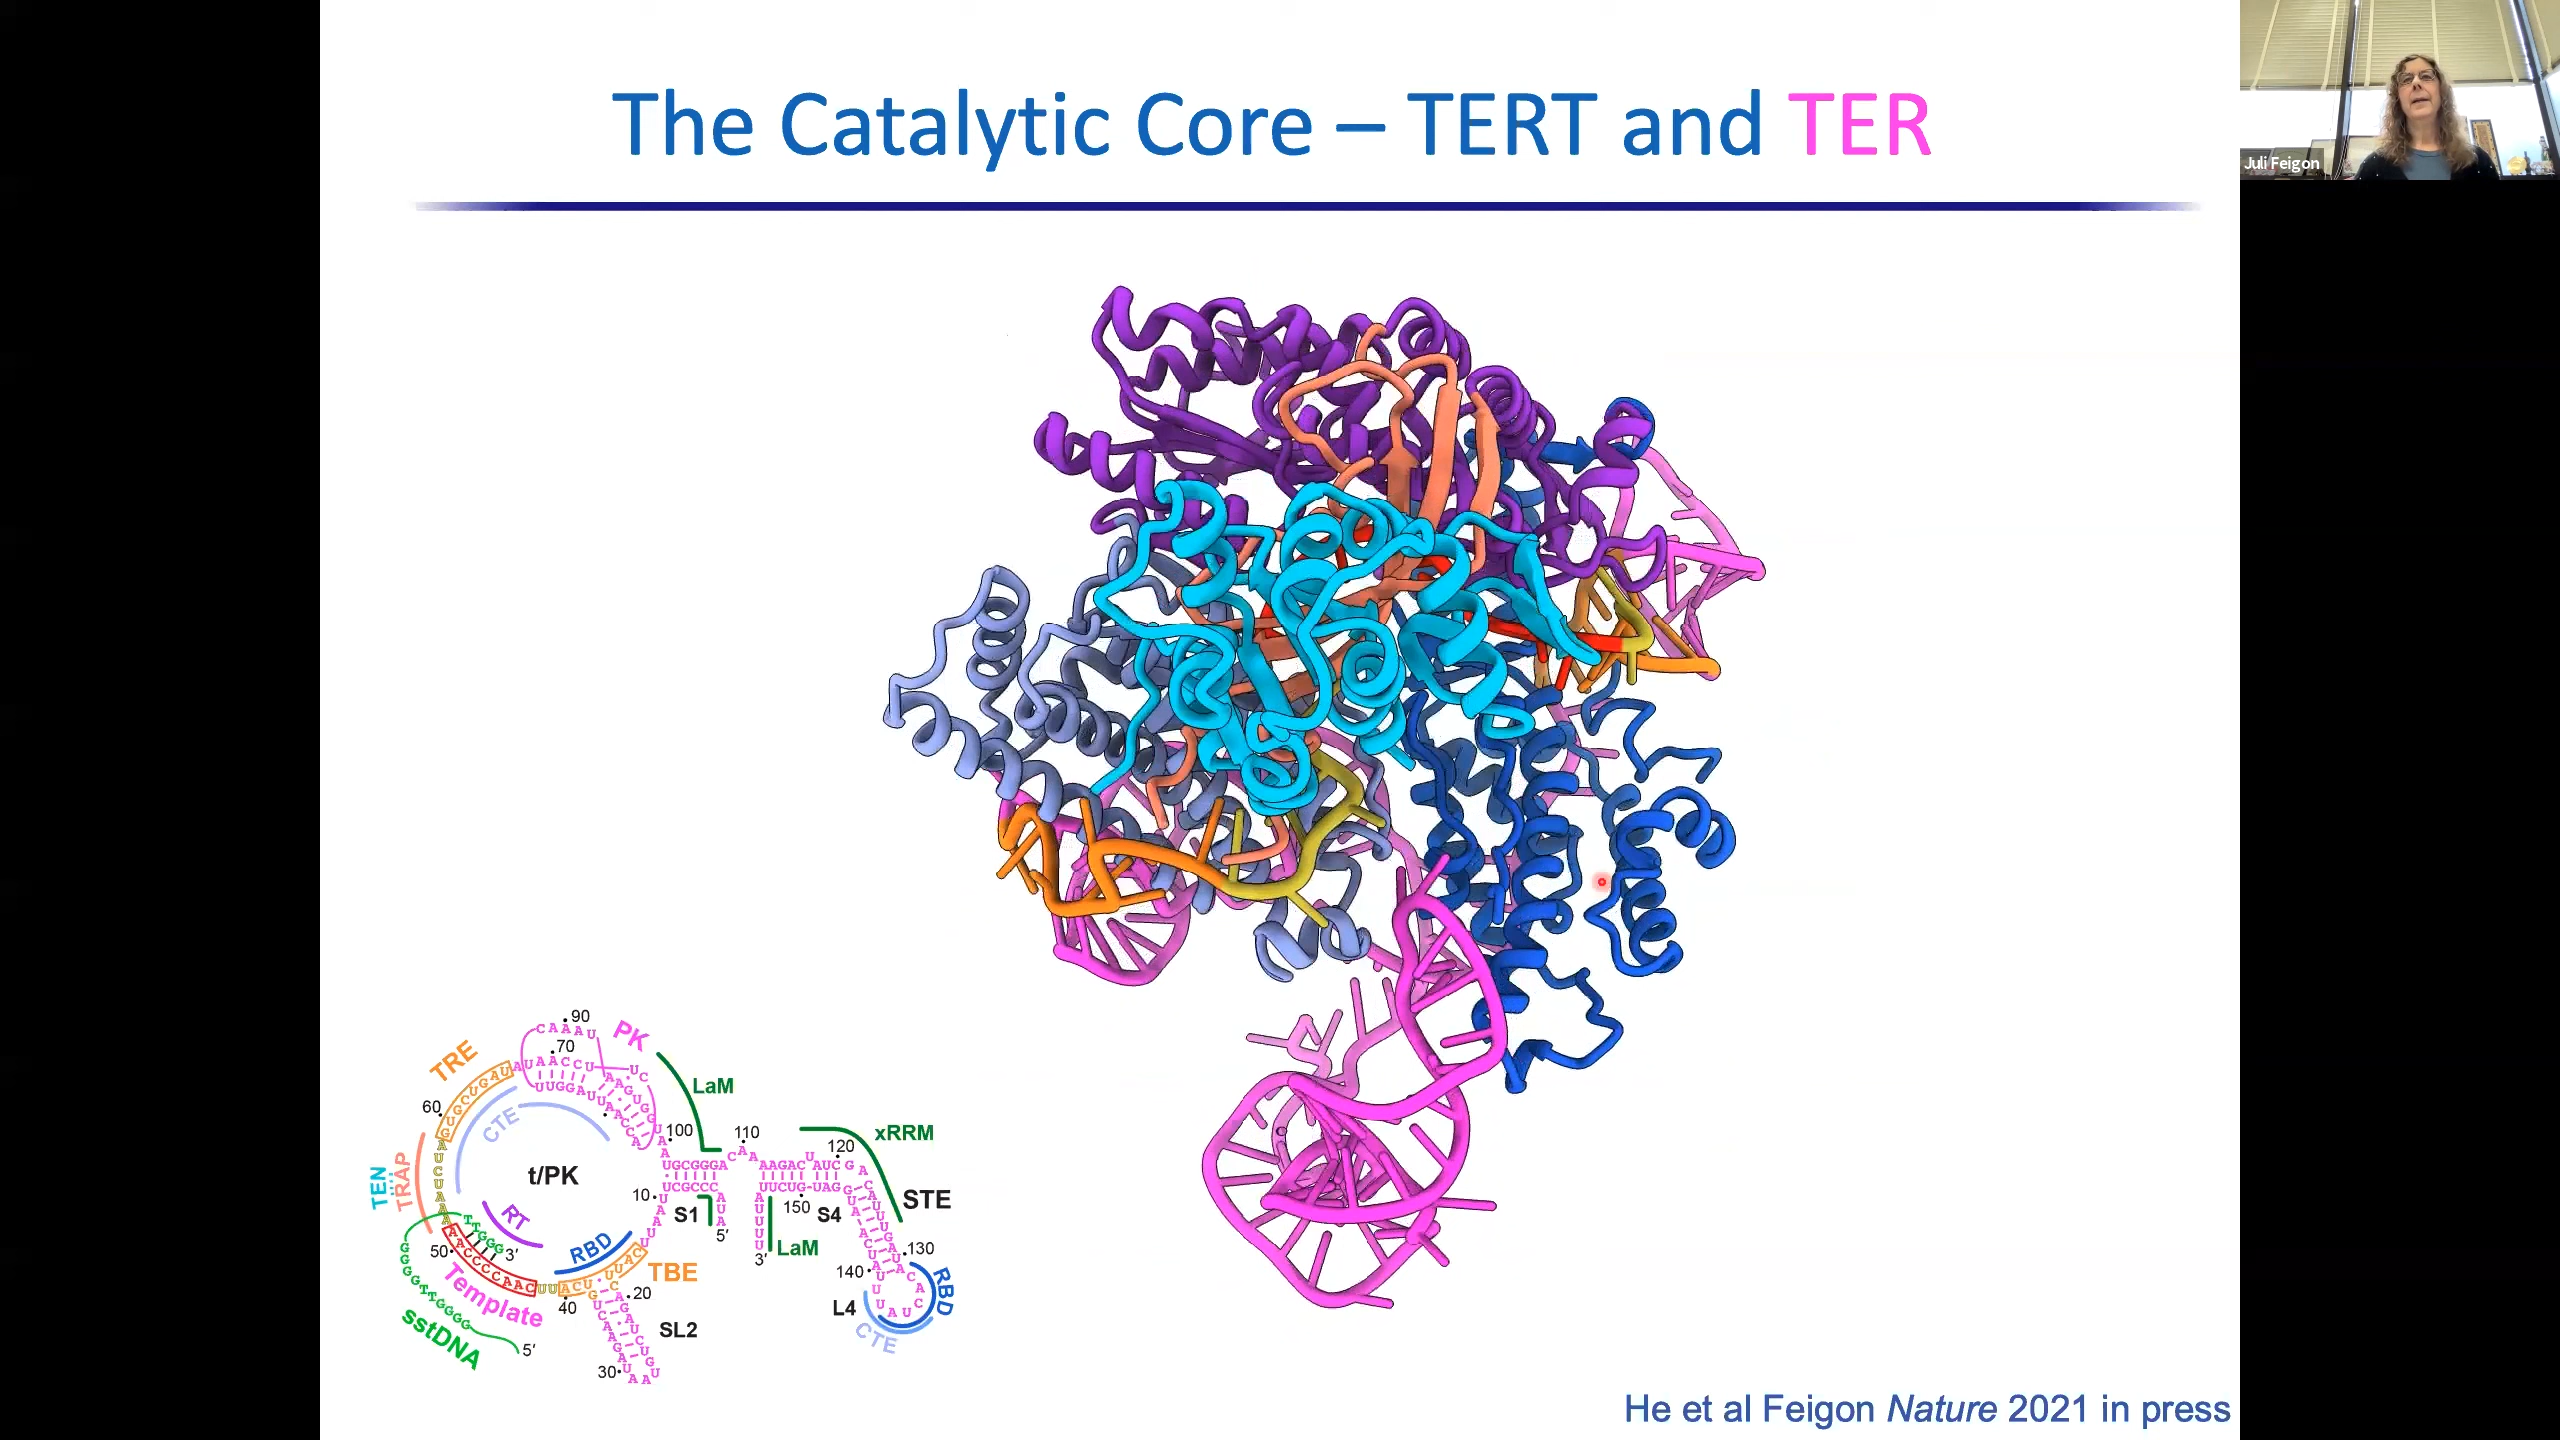 The Catalytic Core – TERT and TER
Juli Feigon
90
PK
CAAAU
70
TRE
LaM
60
CTE
100
110
120
xRRM
TEN
TRAP
t/PK
10
RT
S1
150
S4
STE
5'
3'
LaM
50
3'
RBD
TBE
130
140
RBD
Template
40
20
L4
CTE
sstDNA
5'
SL2
30
He et al Feigon Nature 2021 in press